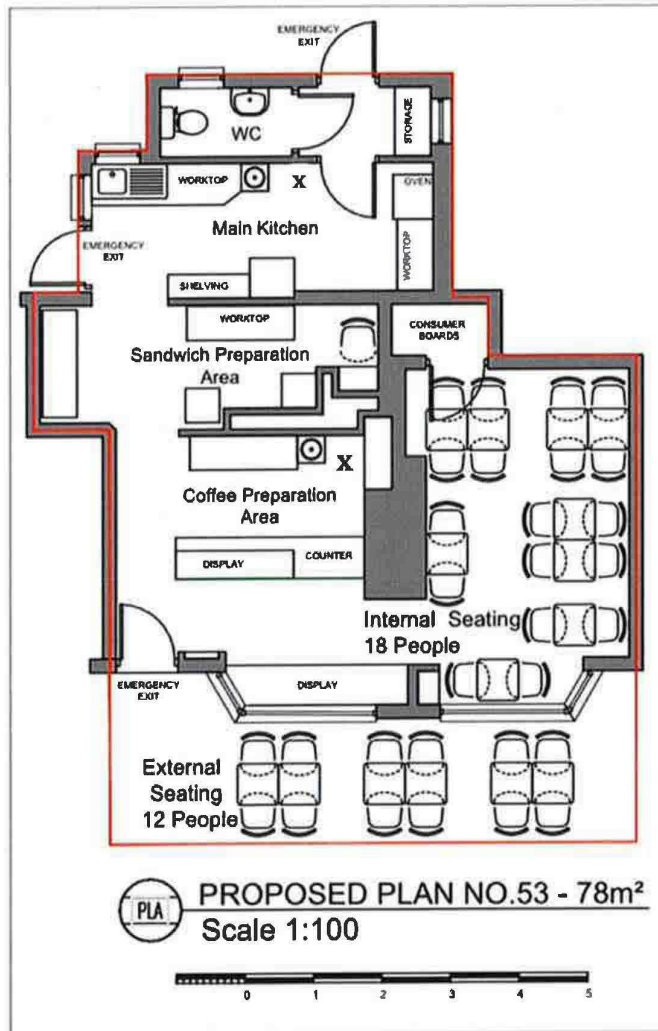 EMERGENCY
EXIT
EMERGENCY
EXIT
WC
STORAGE
WORKTOP
X
OVEN
Main Kitchen
WORKTOP
SHELVING
WORKTOP
CONSUMER
BOARDS
Sandwich Preparation
Area
X
Coffee Preparation
Area
COUNTER
DISPLAY
Internal Seating
18 People
EMERGENCY
EXIT
DISPLAY
External
Seating
12 People
PLA
PROPOSED PLAN NO.53 - 78m²
Scale 1:100
0 1 2 3 4 5